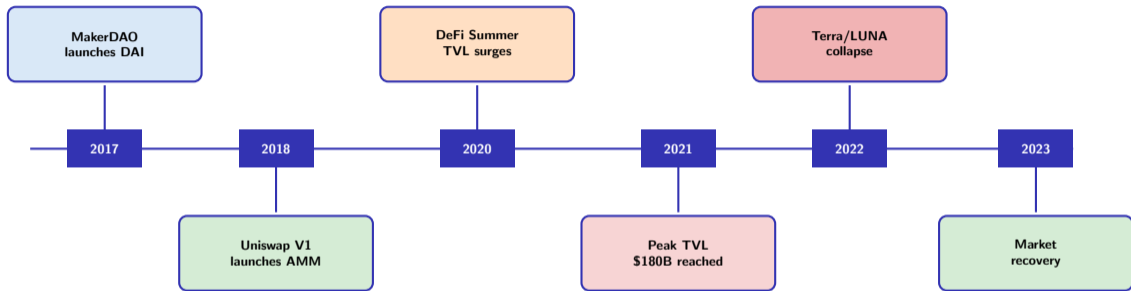 MakerDAO
launches DAI
DeFi Summer
TVL surges
Terra/LUNA
collapse
2017
2018
2020
2021
2022
2023
Uniswap V1
launches AMM
Peak TVL
$180B reached
Market
recovery